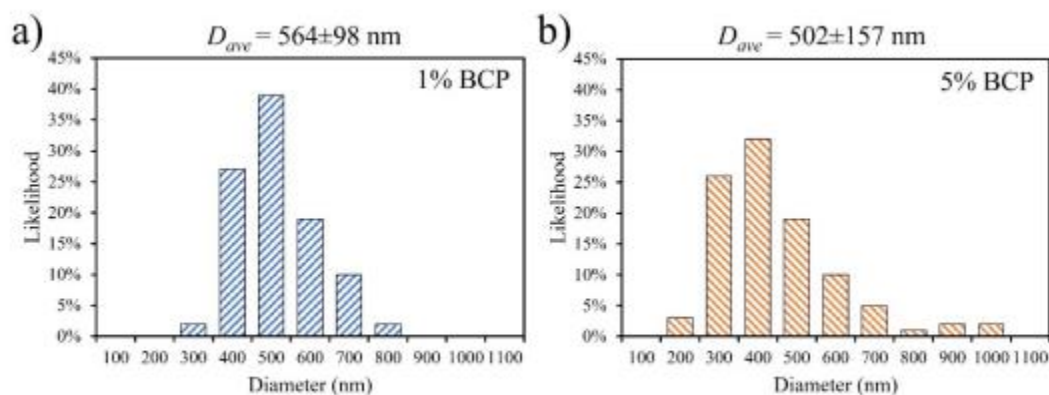 a)
D_ave = 564±98 nm
1% BCP
45%
40%
35%
30%
25%
20%
15%
10%
5%
0%
Likelihood
100 200 300 400 500 600 700 800 900 1000 1100
Diameter (nm)
b)
D_ave = 502±157 nm
5% BCP
45%
40%
35%
30%
25%
20%
15%
10%
5%
0%
Likelihood
100 200 300 400 500 600 700 800 900 1000 1100
Diameter (nm)